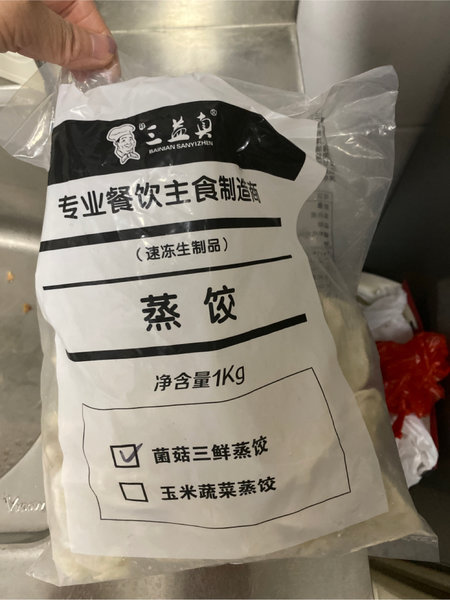 三益真®
BAINIAN SANYIZHEN
专业餐饮主食制造商
（速冻生制品）
蒸饺
净含量1Kg
菌菇三鲜蒸饺
玉米蔬菜蒸饺